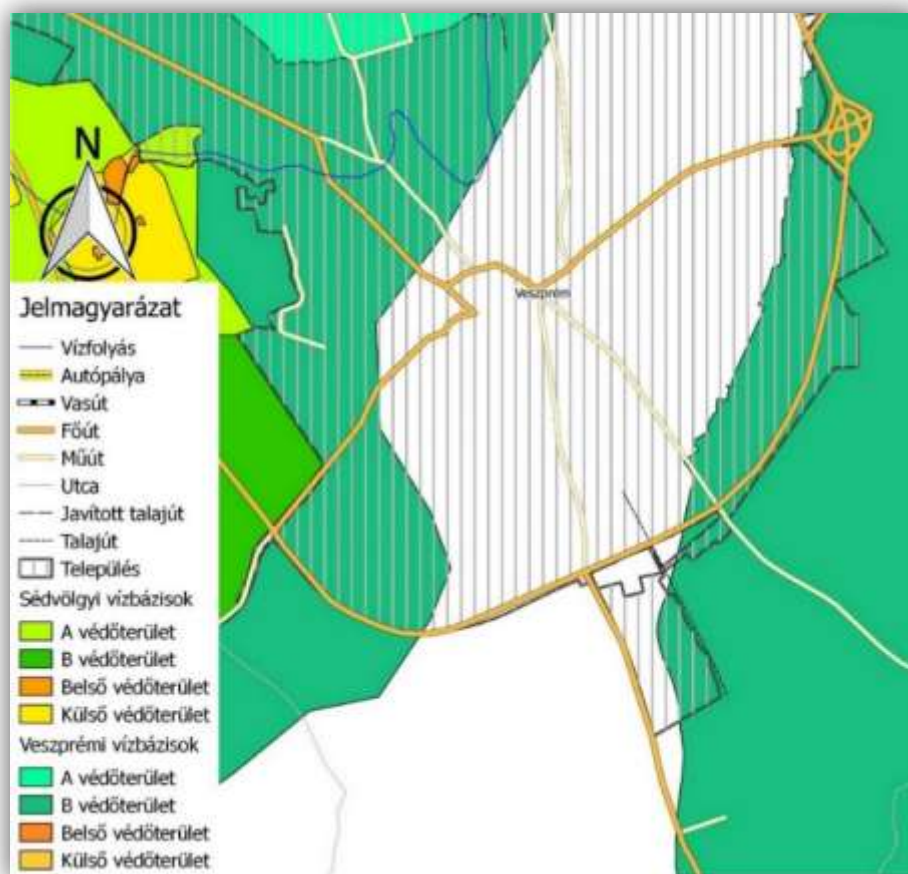 N
Veszprém
Jelmagyarázat
Vízfolyás
Autópálya
Vasút
Főút
Műút
Utca
Javított talajút
Talajút
Település
Sédvölgyi vízbázisok
A védőterület
B védőterület
Belső védőterület
Külső védőterület
Veszprémi vízbázisok
A védőterület
B védőterület
Belső védőterület
Külső védőterület